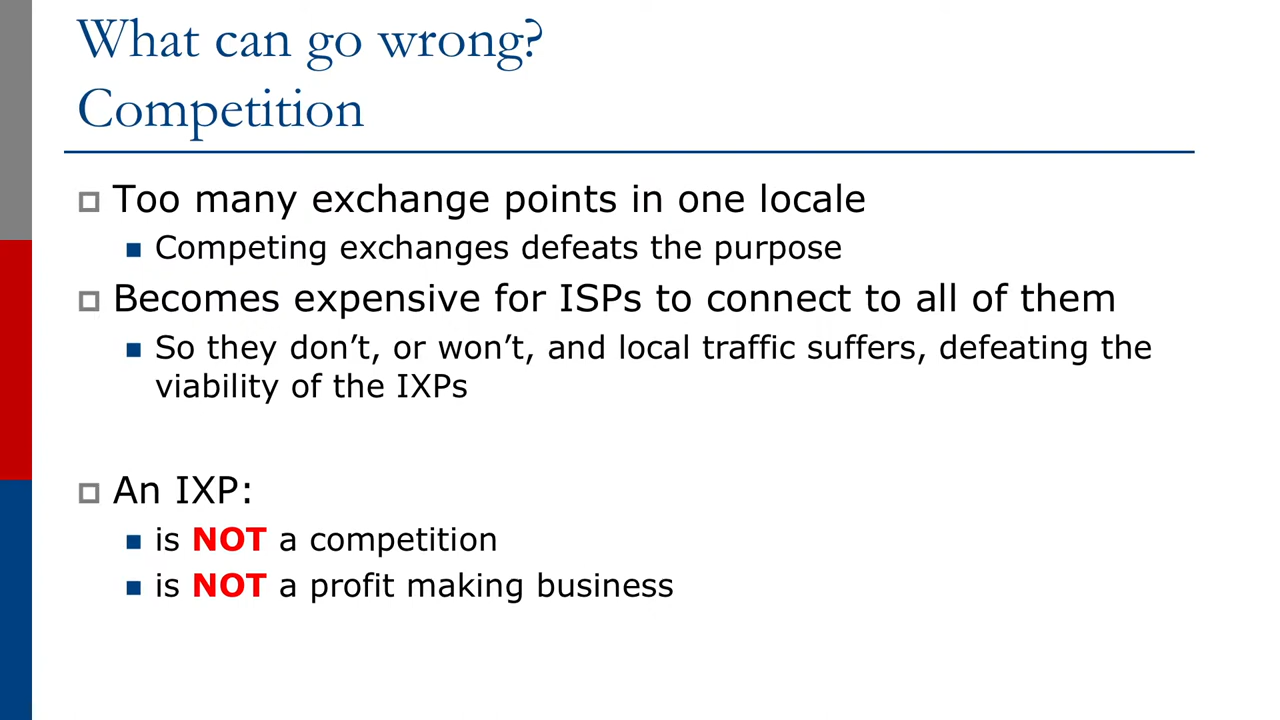 What can go wrong?
Competition
Too many exchange points in one locale
Competing exchanges defeats the purpose
Becomes expensive for ISPs to connect to all of them
So they don’t, or won’t, and local traffic suffers, defeating the
viability of the IXPs
An IXP:
is NOT a competition
is NOT a profit making business